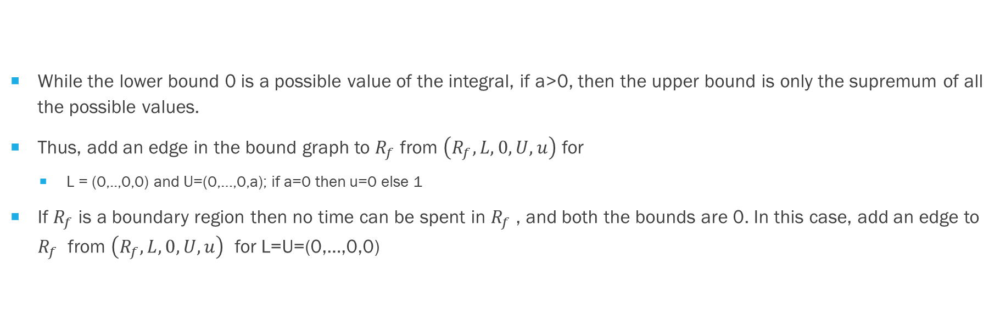 While the lower bound 0 is a possible value of the integral, if a>0, then the upper bound is only the supremum of all
the possible values.
Thus, add an edge in the bound graph to R_f from (R_f, L, 0, U, u) for
L = (0,..,0,0) and U=(0,...,0,a); if a=0 then u=0 else 1
If R_f is a boundary region then no time can be spent in R_f , and both the bounds are 0. In this case, add an edge to
R_f from (R_f, L, 0, U, u) for L=U=(0,...,0,0)